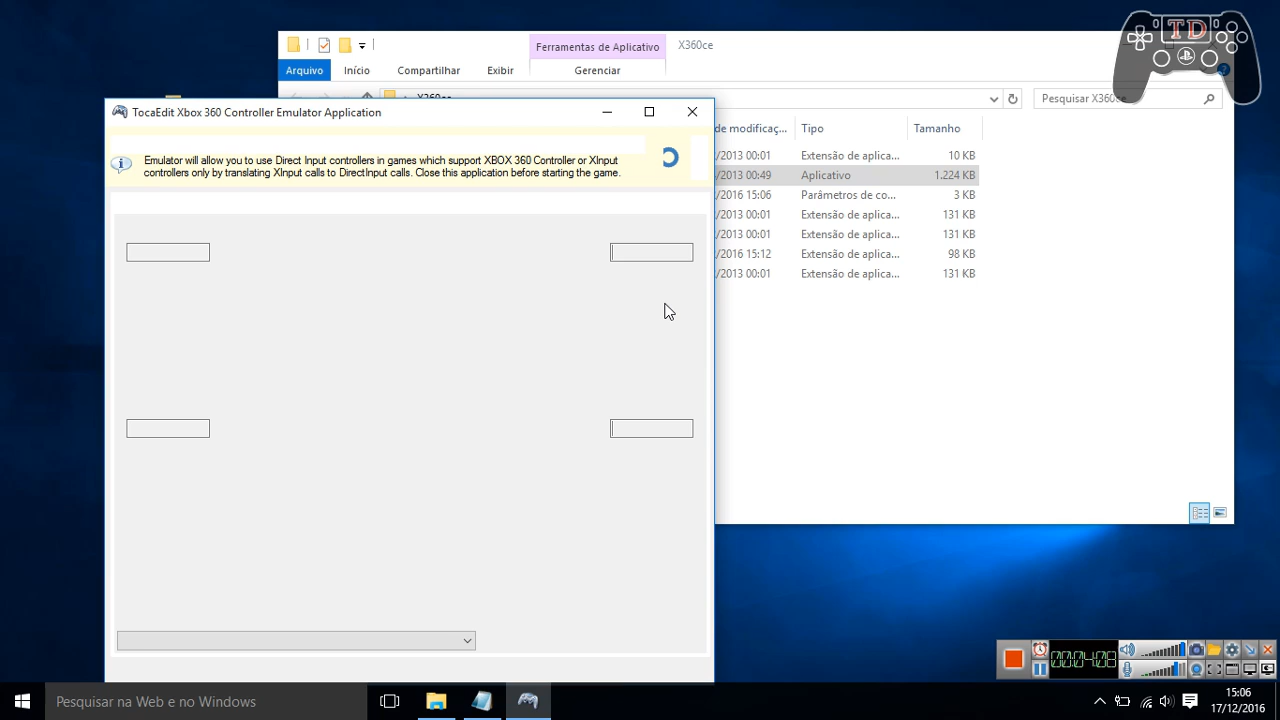 TD
Ferramentas de Aplicativo
X360ce
Arquivo
Início
Compartilhar
Exibir
Gerenciar
X360ce
Pesquisar X360ce
TocaEdit Xbox 360 Controller Emulator Application
Emulator will allow you to use Direct Input controllers in games which support XBOX 360 Controller or XInput
controllers only by translating XInput calls to DirectInput calls. Close this application before starting the game.
de modificaç...
Tipo
Tamanho
/2013 00:01
Extensão de aplica...
10 KB
/2013 00:49
Aplicativo
1.224 KB
/2016 15:06
Parâmetros de co...
3 KB
/2013 00:01
Extensão de aplica...
131 KB
/2013 00:01
Extensão de aplica...
131 KB
/2016 15:12
Extensão de aplica...
98 KB
/2013 00:01
Extensão de aplica...
131 KB
00:04:08
Pesquisar na Web e no Windows
15:06
17/12/2016